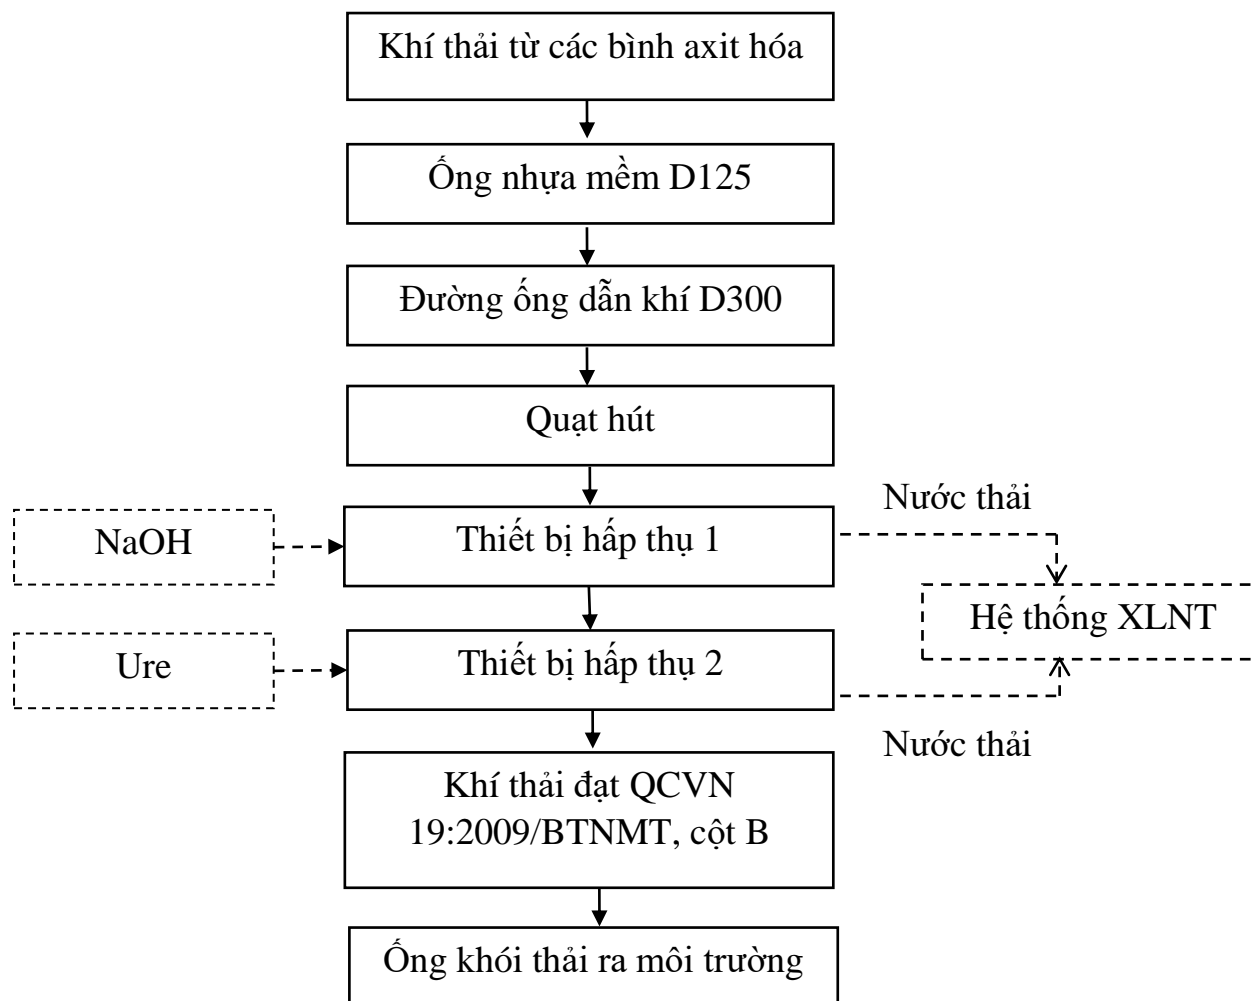 Khí thải từ các bình axit hóa
Ống nhựa mềm D125
Đường ống dẫn khí D300
Quạt hút
Nước thải
NaOH
Thiết bị hấp thụ 1
Hệ thống XLNT
Ure
Thiết bị hấp thụ 2
Nước thải
Khí thải đạt QCVN
19:2009/BTNMT, cột B
Ống khói thải ra môi trường